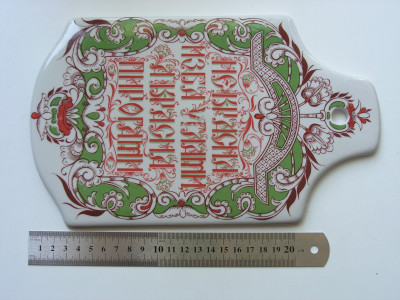 НЕ КРАСНА
ИЗБА УГЛАМИ
А КРАСНА
ПИРОГАМИ
1 2 3 4 5 6 7 8 9 10 11 12 13 14 15 16 17 18 19 20